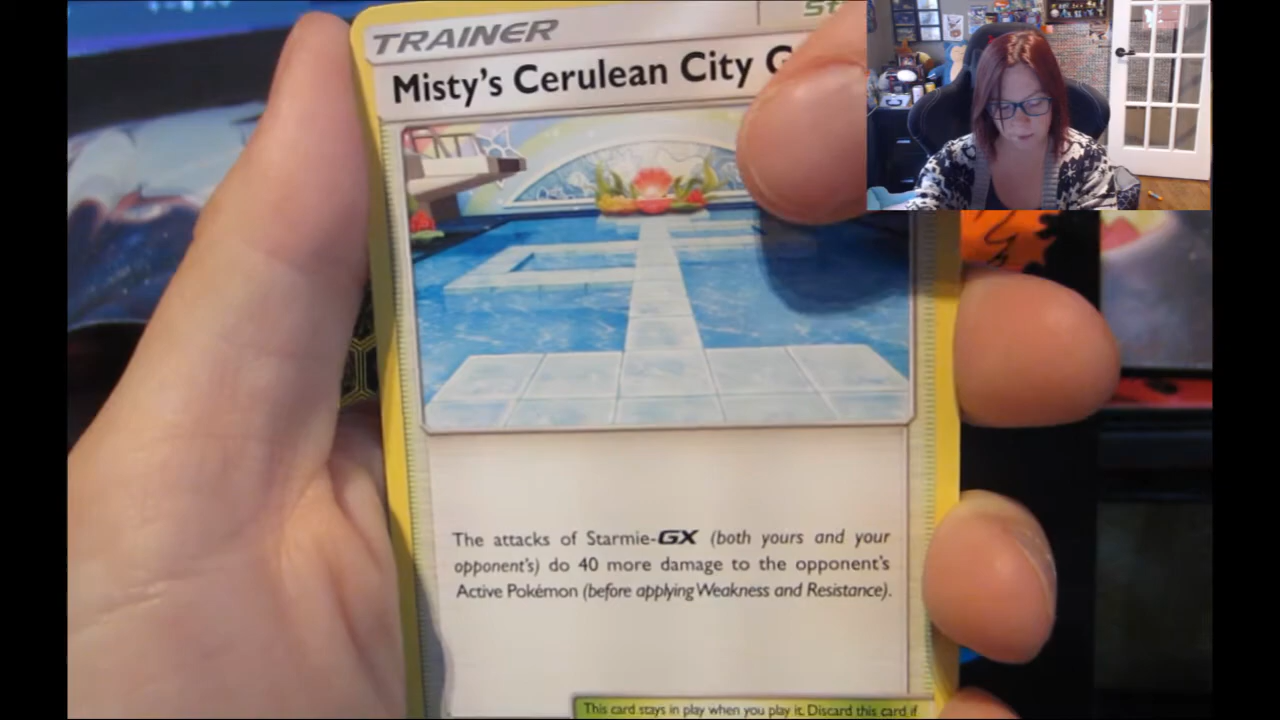 TRAINER
St
Misty's Cerulean City G
The attacks of Starmie-GX (both yours and your
opponent's) do 40 more damage to the opponent's
Active Pokémon (before applying Weakness and Resistance).
This card stays in play when you play it. Discard this card if